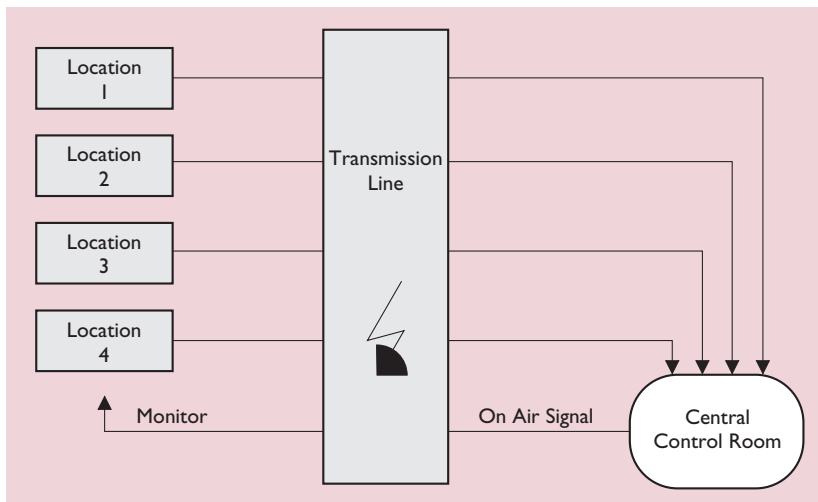 Location
1
Location
2
Location
3
Location
4
Transmission
Line
Monitor
On Air Signal
Central
Control Room